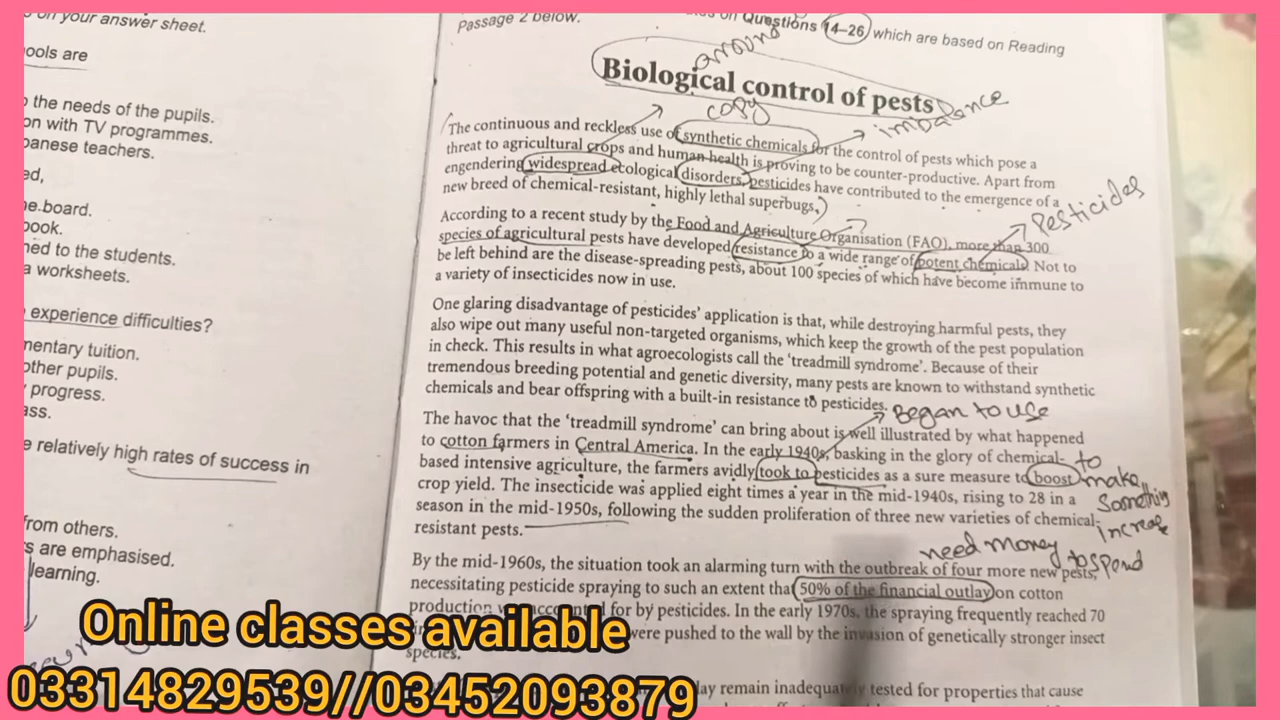 on your answer sheet.
ools are
the needs of the pupils.
on with TV programmes.
panese teachers.
ed,
board.
book.
ned to the students.
a worksheets.
experience difficulties?
mentary tuition.
other pupils.
progress.
ass.
e relatively high rates of success in
from others.
s are emphasised.
learning.
on Questions 14–26 which are based on Reading
Passage 2 below.
around
Biological control of pests
copy
imbalance
The continuous and reckless use of synthetic chemicals for the control of pests which pose a
threat to agricultural crops and human health is proving to be counter-productive. Apart from
engendering widespread ecological disorders, pesticides have contributed to the emergence of a
new breed of chemical-resistant, highly lethal superbugs.
Pesticides
According to a recent study by the Food and Agriculture Organisation (FAO), more than 300
species of agricultural pests have developed resistance to a wide range of potent chemicals. Not to
be left behind are the disease-spreading pests, about 100 species of which have become immune to
a variety of insecticides now in use.
One glaring disadvantage of pesticides' application is that, while destroying harmful pests, they
also wipe out many useful non-targeted organisms, which keep the growth of the pest population
in check. This results in what agroecologists call the 'treadmill syndrome'. Because of their
tremendous breeding potential and genetic diversity, many pests are known to withstand synthetic
chemicals and bear offspring with a built-in resistance to pesticides.
Began to use
The havoc that the 'treadmill syndrome' can bring about is well illustrated by what happened
to cotton farmers in Central America. In the early 1940s, basking in the glory of chemical-
based intensive agriculture, the farmers avidly took to pesticides as a sure measure to boost
crop yield. The insecticide was applied eight times a year in the mid-1940s, rising to 28 in a
season in the mid-1950s, following the sudden proliferation of three new varieties of chemical-
resistant pests.
to
make
Something
increase
need money
to spend
By the mid-1960s, the situation took an alarming turn with the outbreak of four more new pests,
necessitating pesticide spraying to such an extent that 50% of the financial outlay on cotton
production was accounted for by pesticides. In the early 1970s, the spraying frequently reached 70
were pushed to the wall by the invasion of genetically stronger insect
species.
remain inadequately tested for properties that cause
Online classes available
03314829539//03452093879